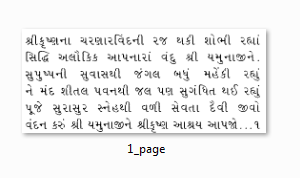 શ્રીકૃષ્ણના ચરણારવિંદની રજ થકી શોભી રહ્યાં
સિદ્ધિ અલૌકિક આપનારાં વંદુ શ્રી યમુનાજીને.
સુપુષ્પની સુવાસથી જંગલ બધું મહેંકી રહ્યું
ને મંદ શીતલ પવનથી જલ પણ સુગંધિત થઈ રહ્યું
પૂજે સુરાસુર સ્નેહથી વળી સેવતા દૈવી જીવો
વંદન કરું શ્રી યમુનાજીને શ્રીકૃષ્ણ આશ્રય આપજો...૧
1_page